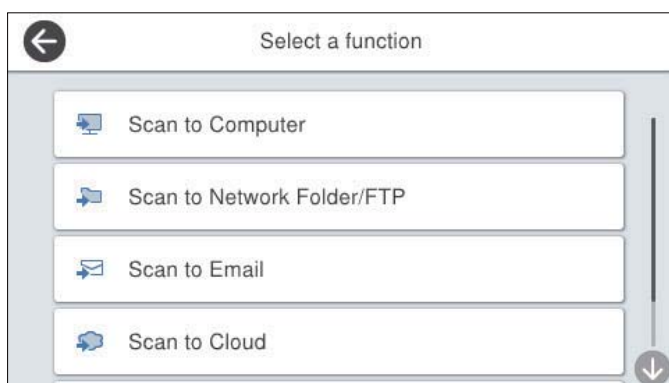 Select a function
Scan to Computer
Scan to Network Folder/FTP
Scan to Email
Scan to Cloud